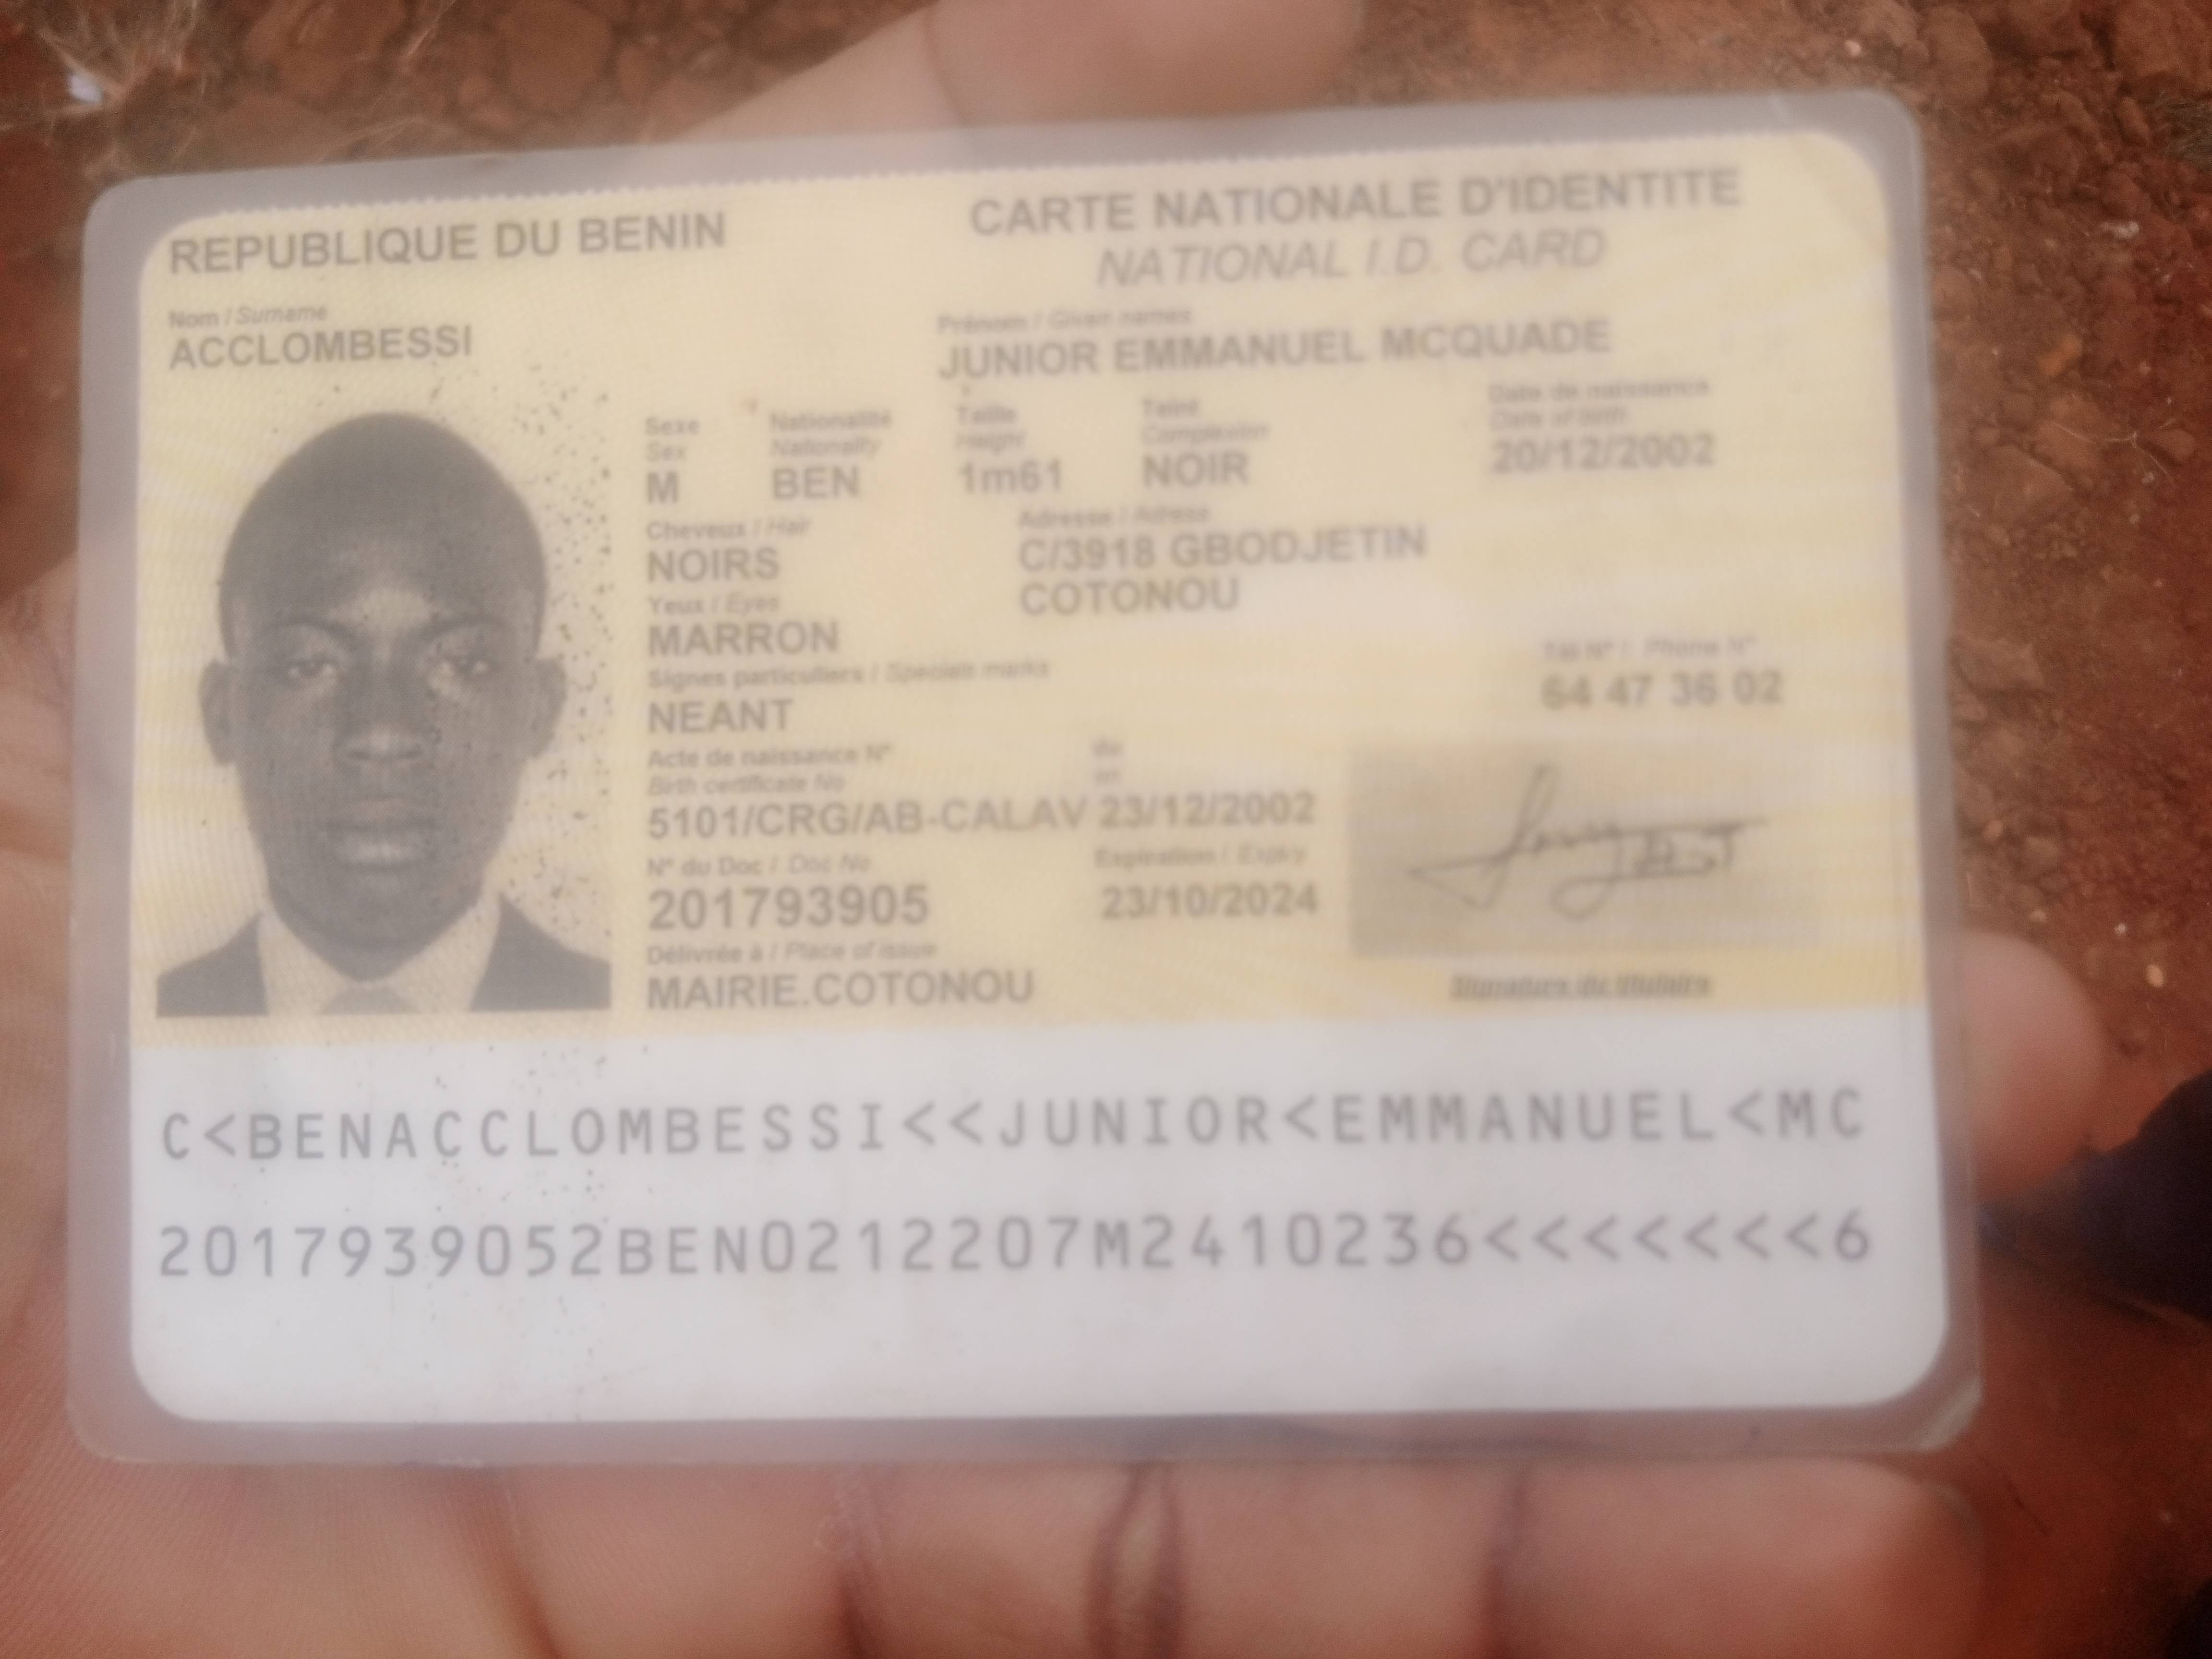 REPUBLIQUE DU BENIN
CARTE NATIONALE D'IDENTITE
NATIONAL I.D. CARD
Nom / Surname
ACCLOMBESSI
Prénom / Given names
JUNIOR EMMANUEL MCQUADE
Sexe Nationalité Taille Teint Date de naissance
Sex Nationality Height Complexion Date of birth
M BEN 1m61 NOIR 20/12/2002
Cheveux / Hair
NOIRS
Adresse / Adress
C/3918 GBODJETIN
COTONOU
Yeux / Eyes
MARRON
Signes particuliers / Specials marks
NEANT
Tél N° / Phone N°
64 47 36 02
Acte de naissance N° du
Birth certificate No on
5101/CRG/AB-CALAV 23/12/2002
N° du Doc / Doc No Expiration / Expiry
201793905 23/10/2024
Délivrée à / Place of issue
MAIRIE.COTONOU
Signature du titulaire
C<BENACCLOMBESSI<<JUNIOR<EMMANUEL<MC
2017939052BEN0212207M2410236<<<<<<<6